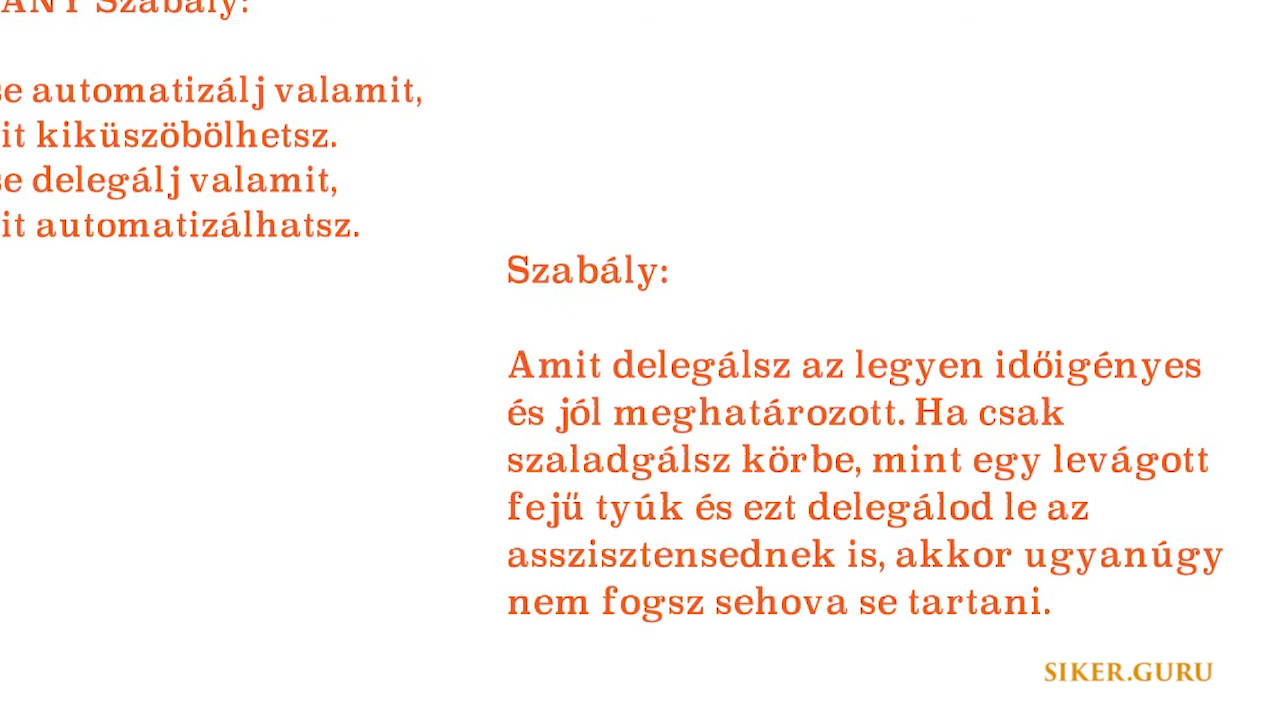 ANY Szabály:
se automatizálj valamit,
it kiküszöbölhetsz.
se delegálj valamit,
it automatizálhatsz.
Szabály:
Amit delegálsz az legyen időigényes
és jól meghatározott. Ha csak
szaladgálsz körbe, mint egy levágott
fejű tyúk és ezt delegálod le az
asszisztensednek is, akkor ugyanúgy
nem fogsz sehova se tartani.
SIKER.GURU